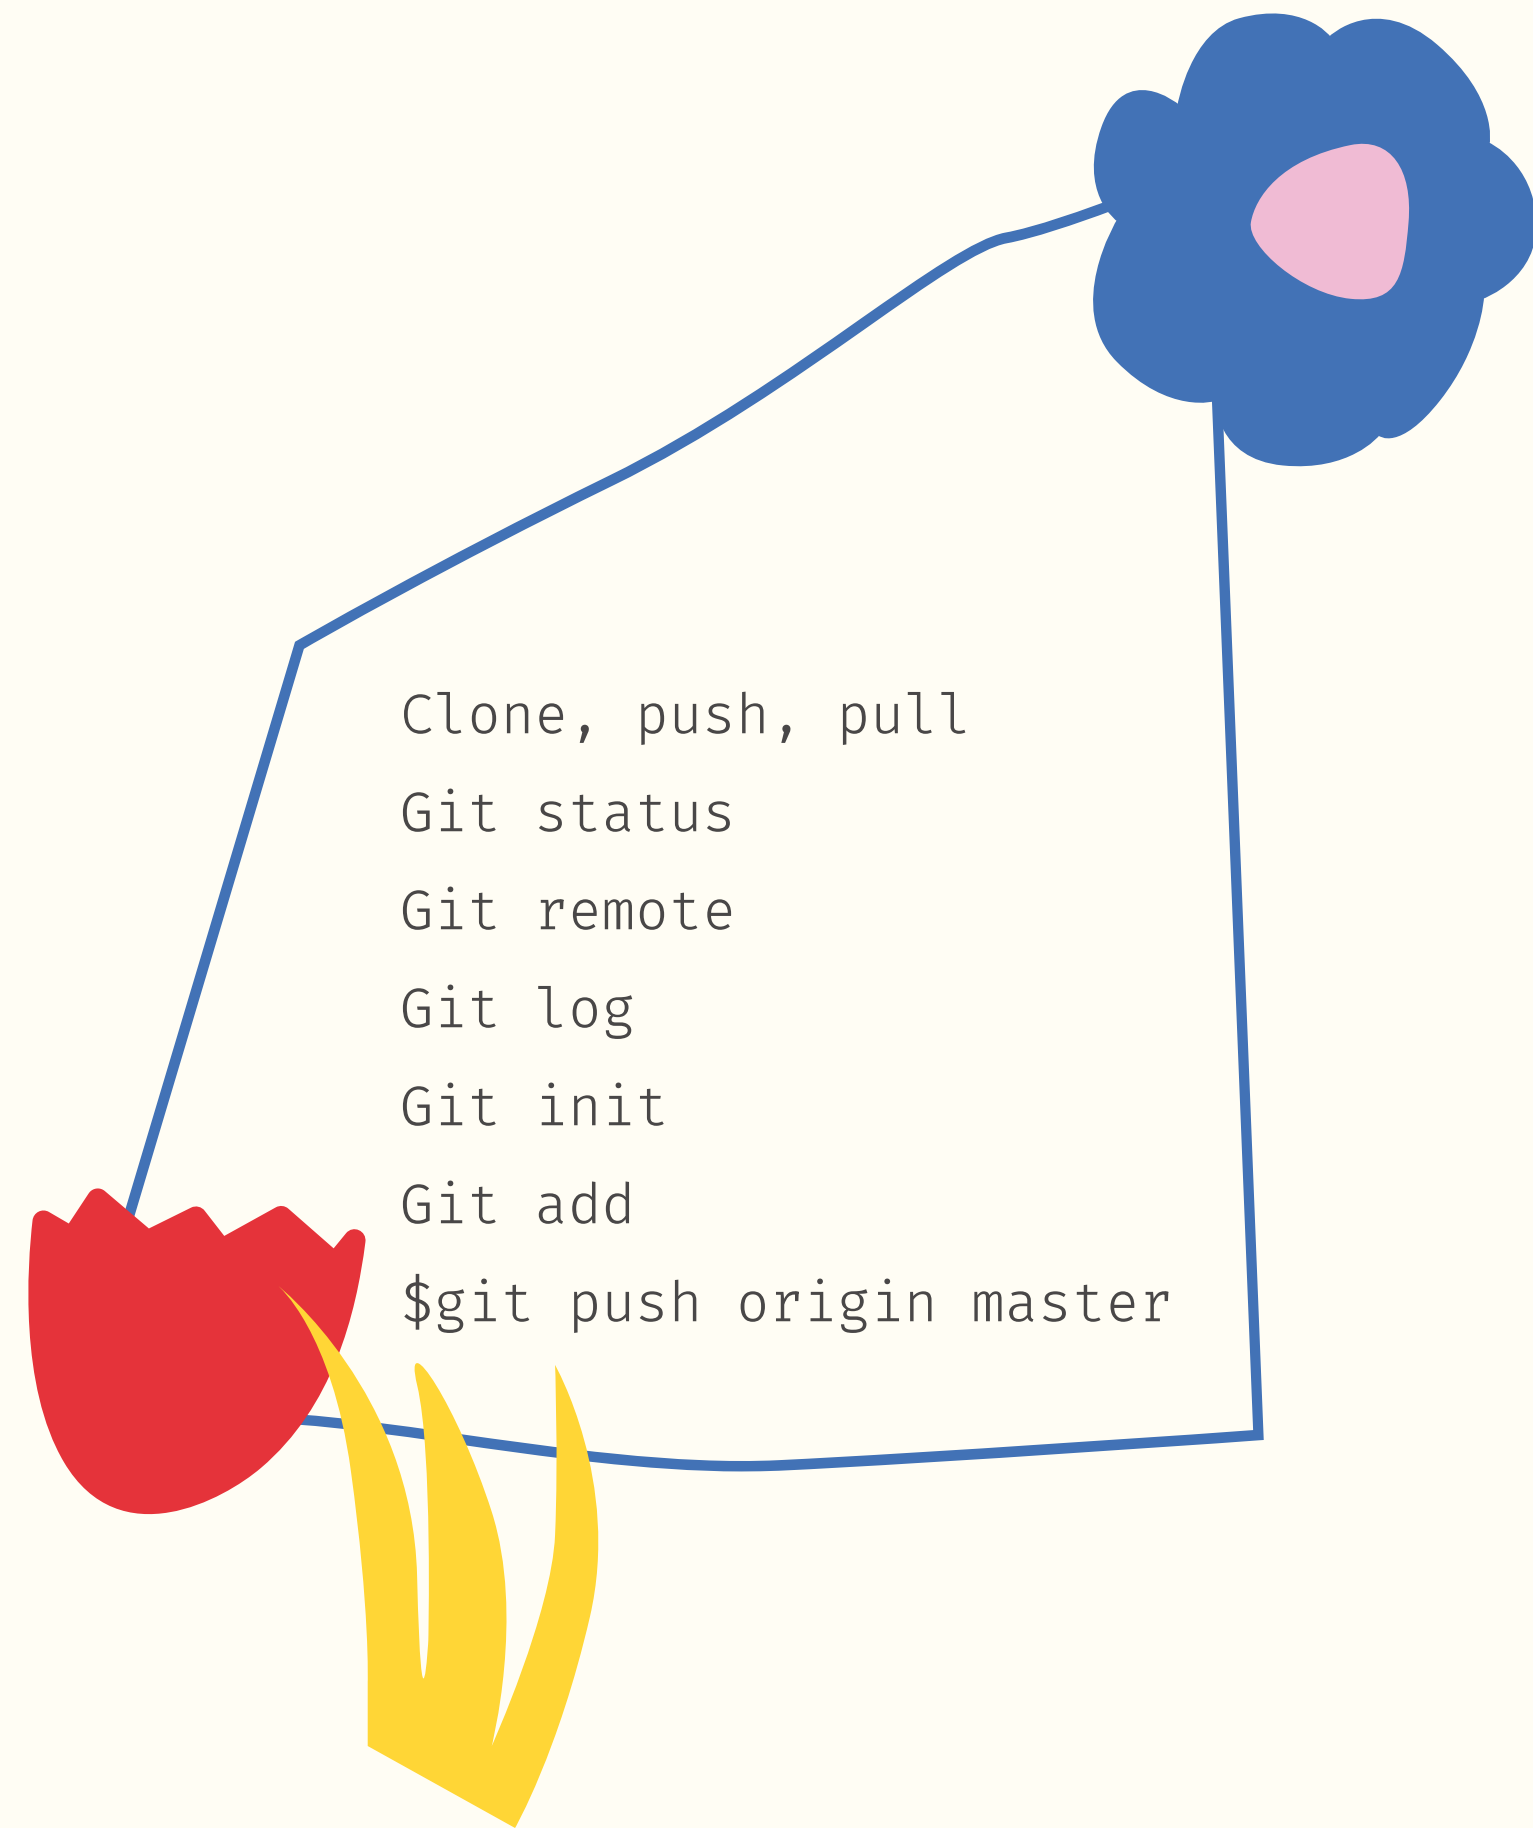 Clone, push, pull
Git status
Git remote
Git log
Git init
Git add
$git push origin master